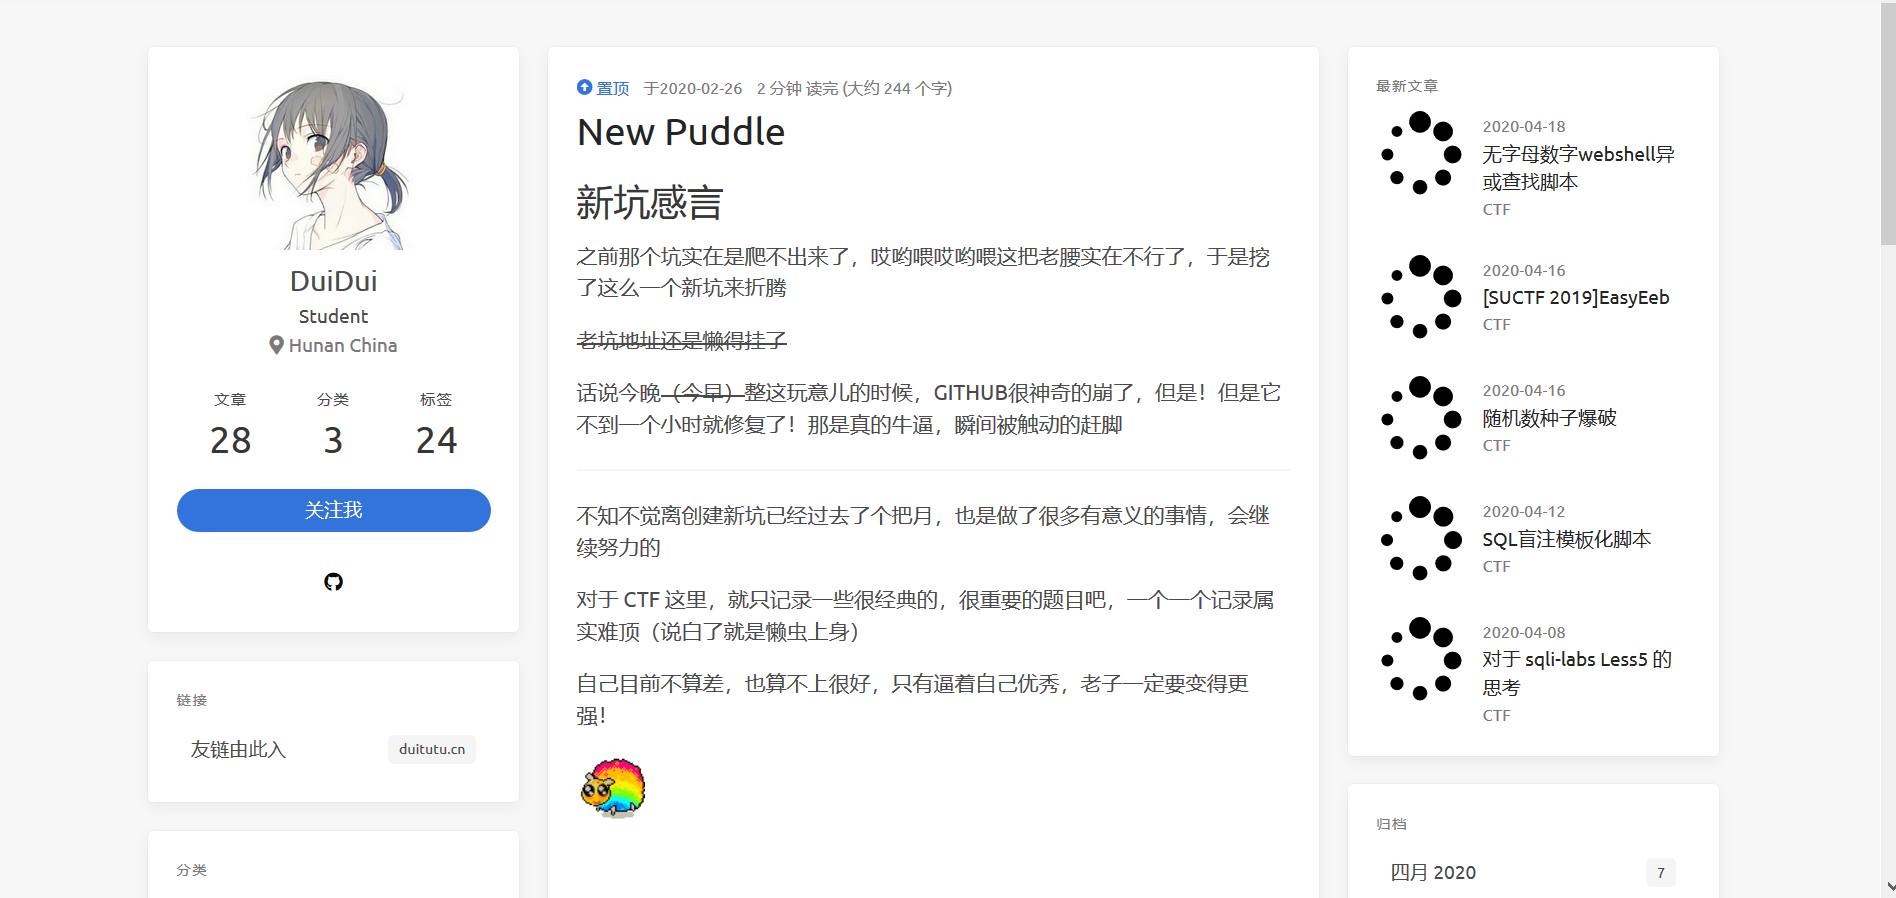 DuiDui
Student
Hunan China
文章
分类
标签
28
3
24
关注我
链接
友链由此入
duitutu.cn
分类
置顶 于2020-02-26 2 分钟 读完 (大约 244 个字)
New Puddle
新坑感言
之前那个坑实在是爬不出来了，哎哟喂哎哟喂这把老腰实在不行了，于是挖
了这么一个新坑来折腾
老坑地址还是懒得挂了
话说今晚（今早）整这玩意儿的时候，GITHUB很神奇的崩了，但是！但是它
不到一个小时就修复了！那是真的牛逼，瞬间被触动的赶脚
不知不觉离创建新坑已经过去了个把月，也是做了很多有意义的事情，会继
续努力的
对于 CTF 这里，就只记录一些很经典的，很重要的题目吧，一个一个记录属
实难顶（说白了就是懒虫上身）
自己目前不算差，也算不上很好，只有逼着自己优秀，老子一定要变得更
强！
最新文章
2020-04-18
无字母数字webshell异
或查找脚本
CTF
2020-04-16
[SUCTF 2019]EasyEeb
CTF
2020-04-16
随机数种子爆破
CTF
2020-04-12
SQL盲注模板化脚本
CTF
2020-04-08
对于 sqli-labs Less5 的
思考
CTF
归档
四月 2020
7